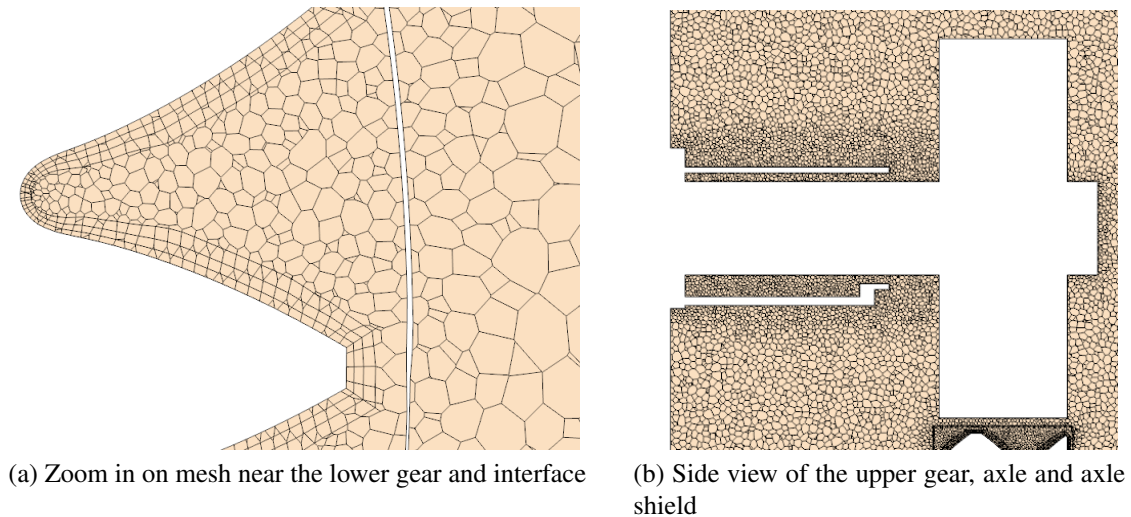 (a) Zoom in on mesh near the lower gear and interface
(b) Side view of the upper gear, axle and axle
shield